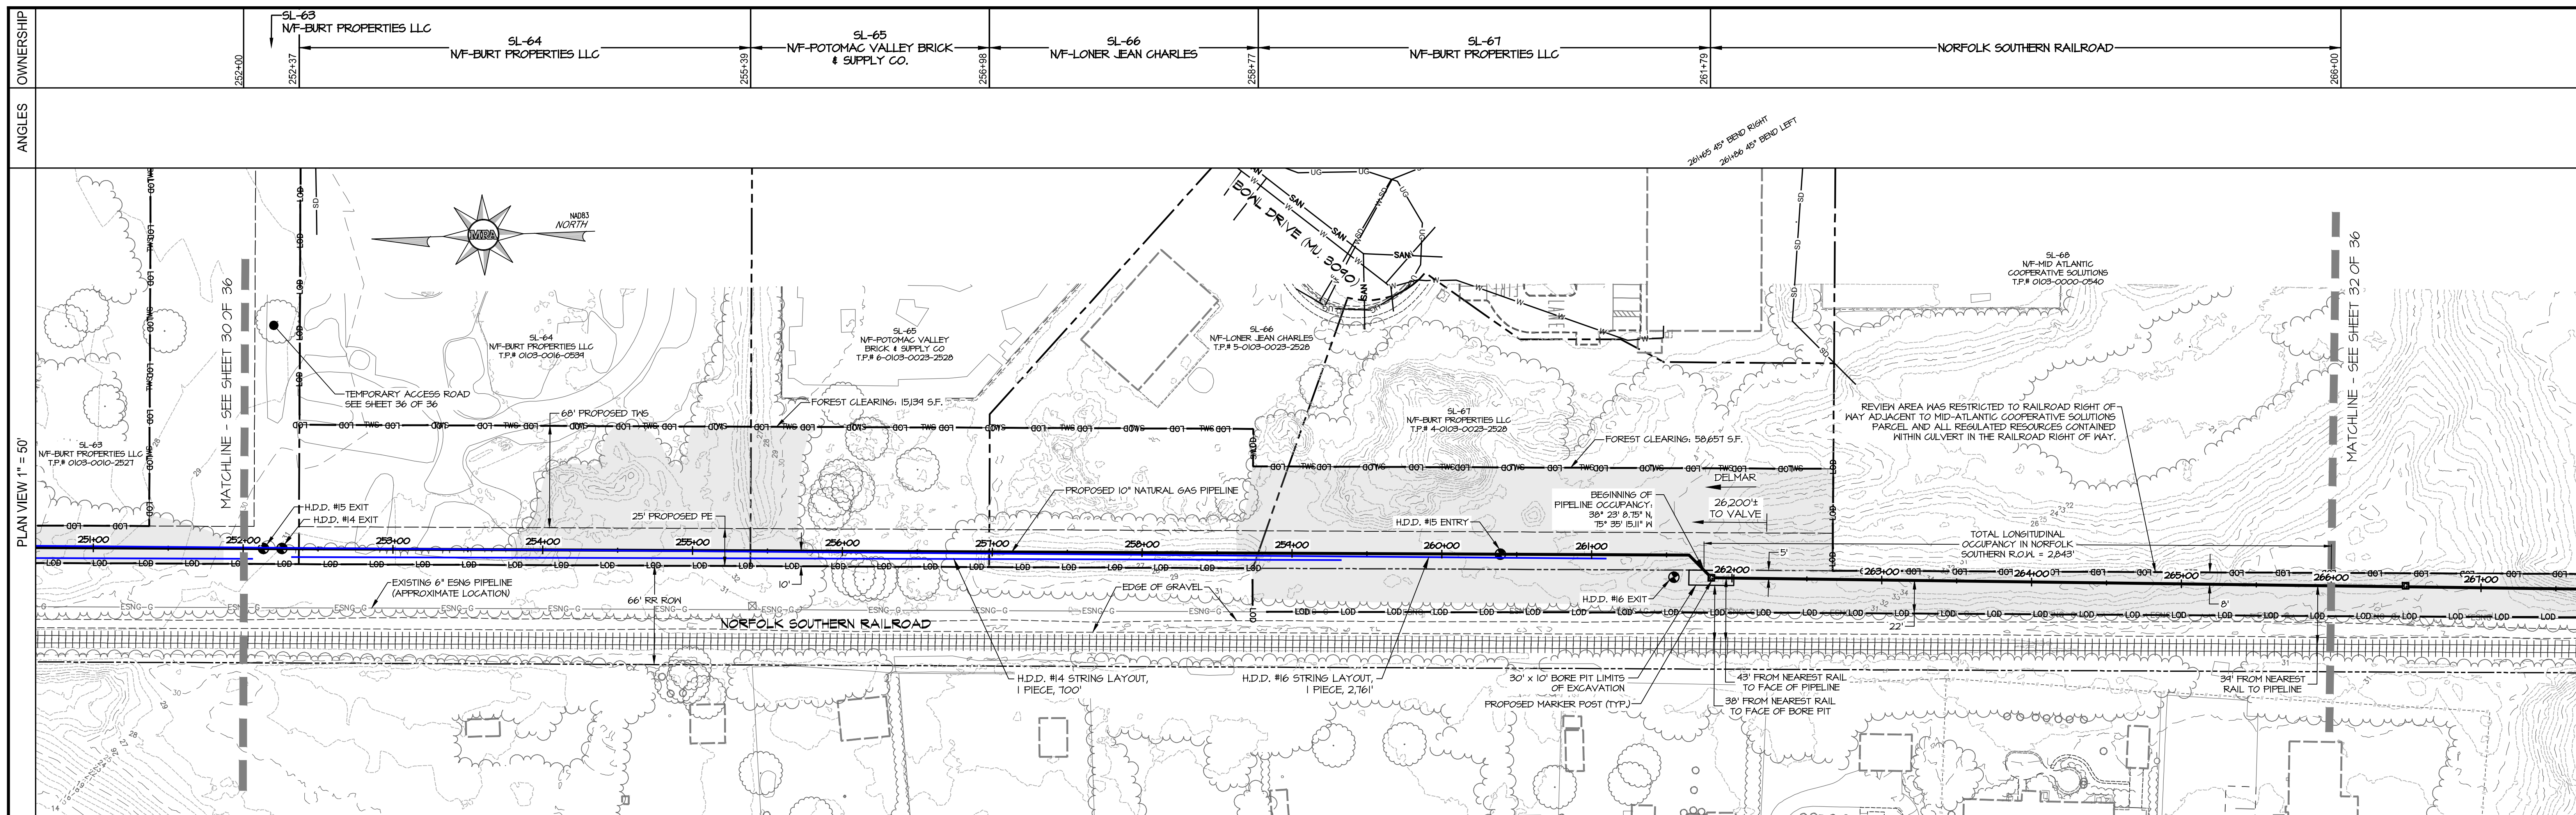 OWNERSHIP
SL-63
N/F-BURT PROPERTIES LLC
252+00
252+37
SL-64
N/F-BURT PROPERTIES LLC
255+39
SL-65
N/F-POTOMAC VALLEY BRICK
& SUPPLY CO.
256+98
SL-66
N/F-LONER JEAN CHARLES
258+77
SL-67
N/F-BURT PROPERTIES LLC
261+79
NORFOLK SOUTHERN RAILROAD
266+00
ANGLES
261+65 45° BEND RIGHT
261+86 45° BEND LEFT
PLAN VIEW 1" = 50'
MATCHLINE - SEE SHEET 30 OF 36
MRA
NAD83
NORTH
BOWL DRIVE (MU. 3090)
SL-68
N/F-MID ATLANTIC
COOPERATIVE SOLUTIONS
T.P.# 0103-0000-0540
MATCHLINE - SEE SHEET 32 OF 36
SL-64
N/F-BURT PROPERTIES LLC
T.P.# 0103-0016-0539
SL-65
N/F-POTOMAC VALLEY
BRICK & SUPPLY CO
T.P.# 6-0103-0023-2528
SL-66
N/F-LONER JEAN CHARLES
T.P.# 5-0103-0023-2528
TEMPORARY ACCESS ROAD
SEE SHEET 36 OF 36
68' PROPOSED TWS
FOREST CLEARING: 15,139 S.F.
SL-67
N/F-BURT PROPERTIES LLC
T.P.# 4-0103-0023-2528
FOREST CLEARING: 58,657 S.F.
REVIEW AREA WAS RESTRICTED TO RAILROAD RIGHT OF
WAY ADJACENT TO MID-ATLANTIC COOPERATIVE SOLUTIONS
PARCEL AND ALL REGULATED RESOURCES CONTAINED
WITHIN CULVERT IN THE RAILROAD RIGHT OF WAY.
SL-63
N/F-BURT PROPERTIES LLC
T.P.# 0103-0010-2527
H.D.D. #15 EXIT
H.D.D. #14 EXIT
25' PROPOSED PE
PROPOSED 10" NATURAL GAS PIPELINE
H.D.D. #15 ENTRY
BEGINNING OF
PIPELINE OCCUPANCY:
38° 23' 8.75" N,
75° 35' 15.11" W
DELMAR
26,200'±
TO VALVE
TOTAL LONGITUDINAL
OCCUPANCY IN NORFOLK
SOUTHERN R.O.W. = 2,843'
251+00
252+00
253+00
254+00
255+00
256+00
257+00
258+00
259+00
260+00
261+00
262+00
263+00
264+00
265+00
266+00
267+00
10'
5'
8'
22'
EXISTING 6" ESNG PIPELINE
(APPROXIMATE LOCATION)
66' RR ROW
EDGE OF GRAVEL
H.D.D. #16 EXIT
NORFOLK SOUTHERN RAILROAD
H.D.D. #14 STRING LAYOUT,
1 PIECE, 700'
H.D.D. #16 STRING LAYOUT,
1 PIECE, 2,761'
30' x 10' BORE PIT LIMITS
OF EXCAVATION
PROPOSED MARKER POST (TYP.)
43' FROM NEAREST RAIL
TO FACE OF PIPELINE
38' FROM NEAREST RAIL
TO FACE OF BORE PIT
39' FROM NEAREST
RAIL TO PIPELINE